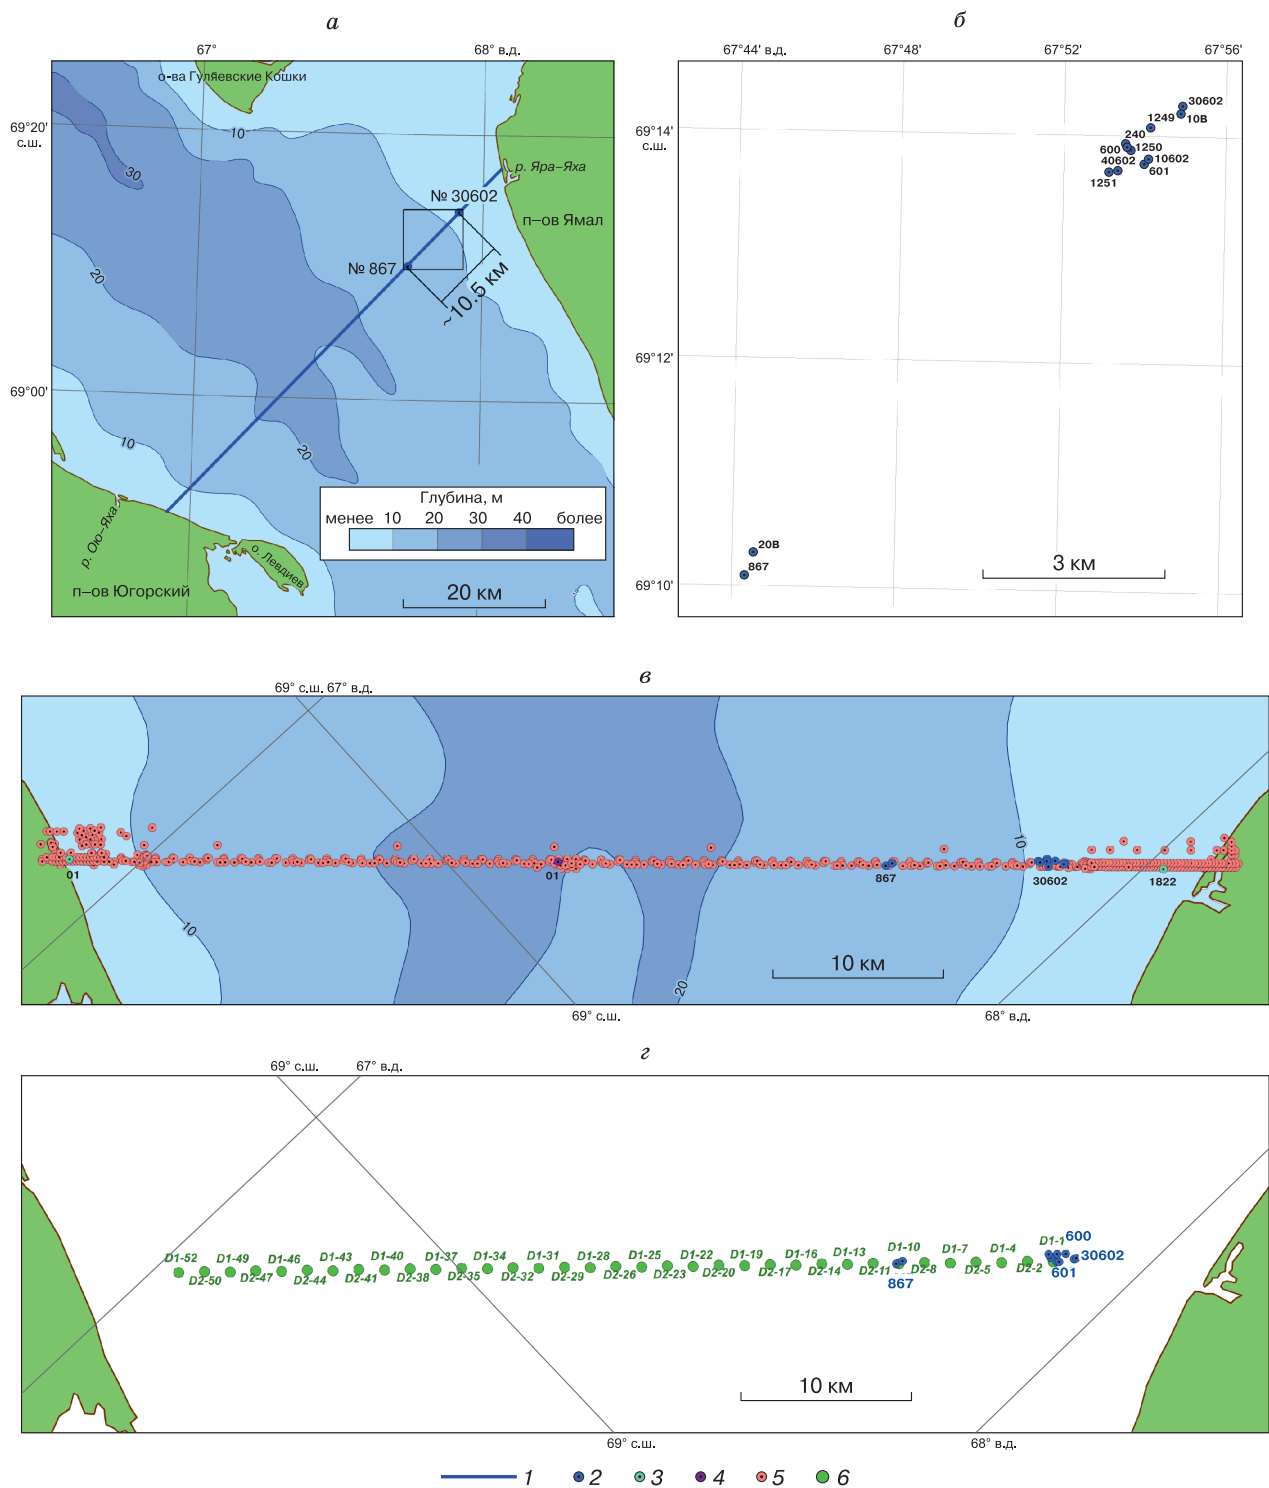 а
67°
68° в.д.
о-ва Гуляевские Кошки
69°20'
с.ш.
10
30
р. Яра-Яха
№ 30602
п-ов Ямал
№ 867
20
~10.5 км
69°00'
10
20
Глубина, м
менее 10 20 30 40 более
р. Ою-Яха
о. Левдиев
п-ов Югорский
20 км
б
67°44' в.д.
67°48'
67°52'
67°56'
69°14'
с.ш.
30602
10В
1249
240
600
1250
40602
10602
601
1251
69°12'
20В
867
3 км
69°10'
в
69° с.ш. 67° в.д.
10
01
01
867
30602
1822
10
10 км
20
69° с.ш.
68° в.д.
г
69° с.ш.
67° в.д.
D1-52 D1-49 D1-46 D1-43 D1-40 D1-37 D1-34 D1-31 D1-28 D1-25 D1-22 D1-19 D1-16 D1-13 D1-10 D1-7 D1-4 D1-1 600
30602
D2-50 D2-47 D2-44 D2-41 D2-38 D2-35 D2-32 D2-29 D2-26 D2-23 D2-20 D2-17 D2-14 D2-11 D2-8 D2-5 D2-2 601
867
10 км
69° с.ш.
68° в.д.
1 2 3 4 5 6